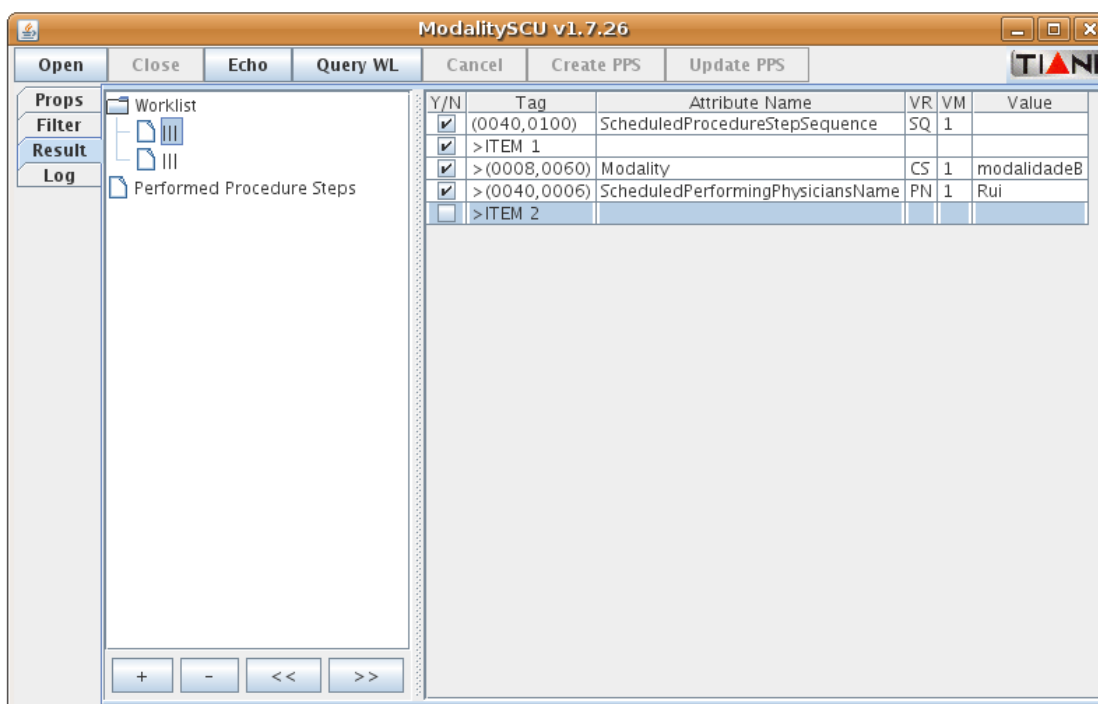 ModalitySCU v1.7.26
Open Close Echo Query WL Cancel Create PPS Update PPS TIANI
Props
Filter
Result
Log
Worklist
|||
|||
Performed Procedure Steps
Y/N Tag Attribute Name VR VM Value
(0040,0100) ScheduledProcedureStepSequence SQ 1
>ITEM 1
>(0008,0060) Modality CS 1 modalidadeB
>(0040,0006) ScheduledPerformingPhysiciansName PN 1 Rui
>ITEM 2
+ - << >>